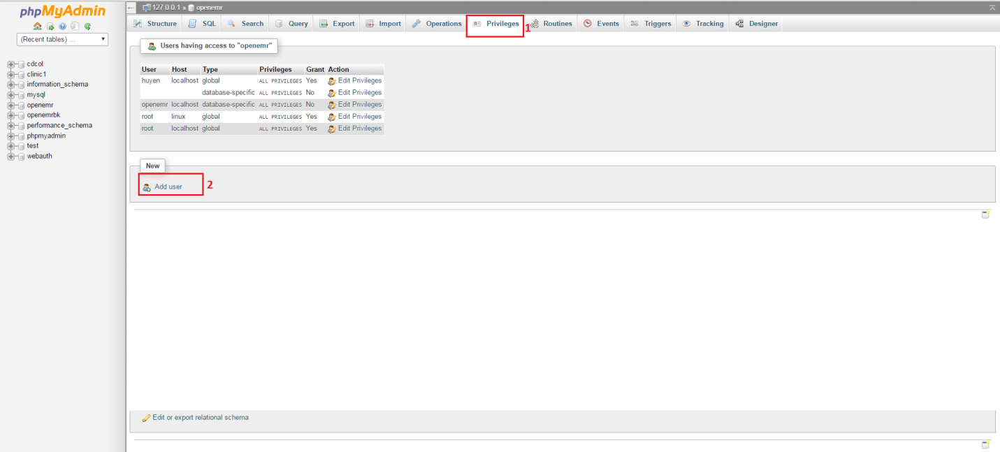 phpMyAdmin
(Recent tables) ...
cdcol
clinic1
information_schema
mysql
openemr
openemrbk
performance_schema
phpmyadmin
test
webauth
127.0.0.1 » openemr
Structure SQL Search Query Export Import Operations Privileges 1 Routines Events Triggers Tracking Designer
Users having access to "openemr"
User Host Type Privileges Grant Action
huyen localhost global ALL PRIVILEGES Yes Edit Privileges
database-specific ALL PRIVILEGES No Edit Privileges
openemr localhost database-specific ALL PRIVILEGES No Edit Privileges
root linux global ALL PRIVILEGES Yes Edit Privileges
root localhost global ALL PRIVILEGES Yes Edit Privileges
New
Add user 2
Edit or export relational schema